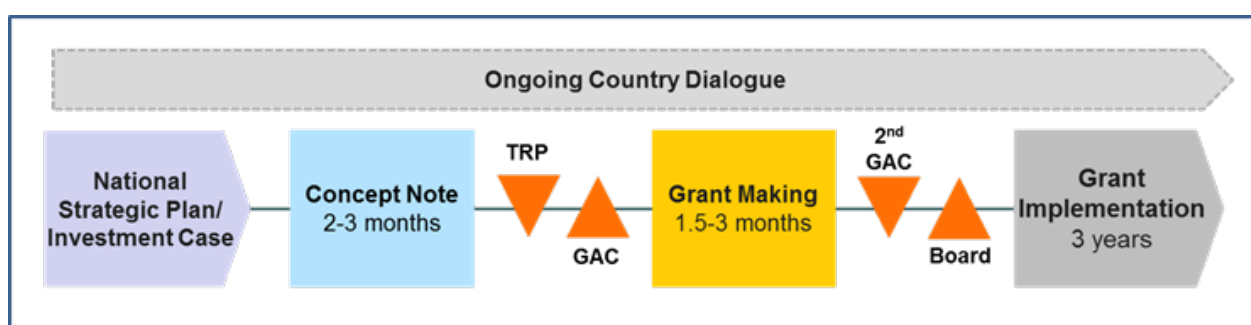 Ongoing Country Dialogue
National
Strategic Plan/
Investment Case
Concept Note
2-3 months
TRP
GAC
Grant Making
1.5-3 months
2nd
GAC
Board
Grant
Implementation
3 years